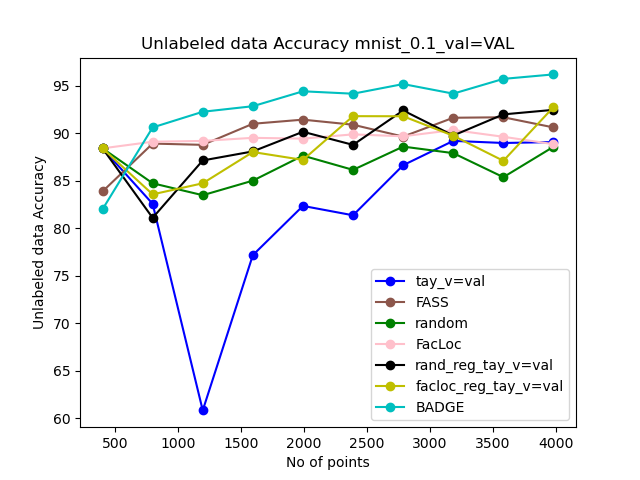 Unlabeled data Accuracy mnist_0.1_val=VAL
Unlabeled data Accuracy
95
90
85
80
75
70
65
60
500 1000 1500 2000 2500 3000 3500 4000
No of points
tay_v=val
FASS
random
FacLoc
rand_reg_tay_v=val
facloc_reg_tay_v=val
BADGE